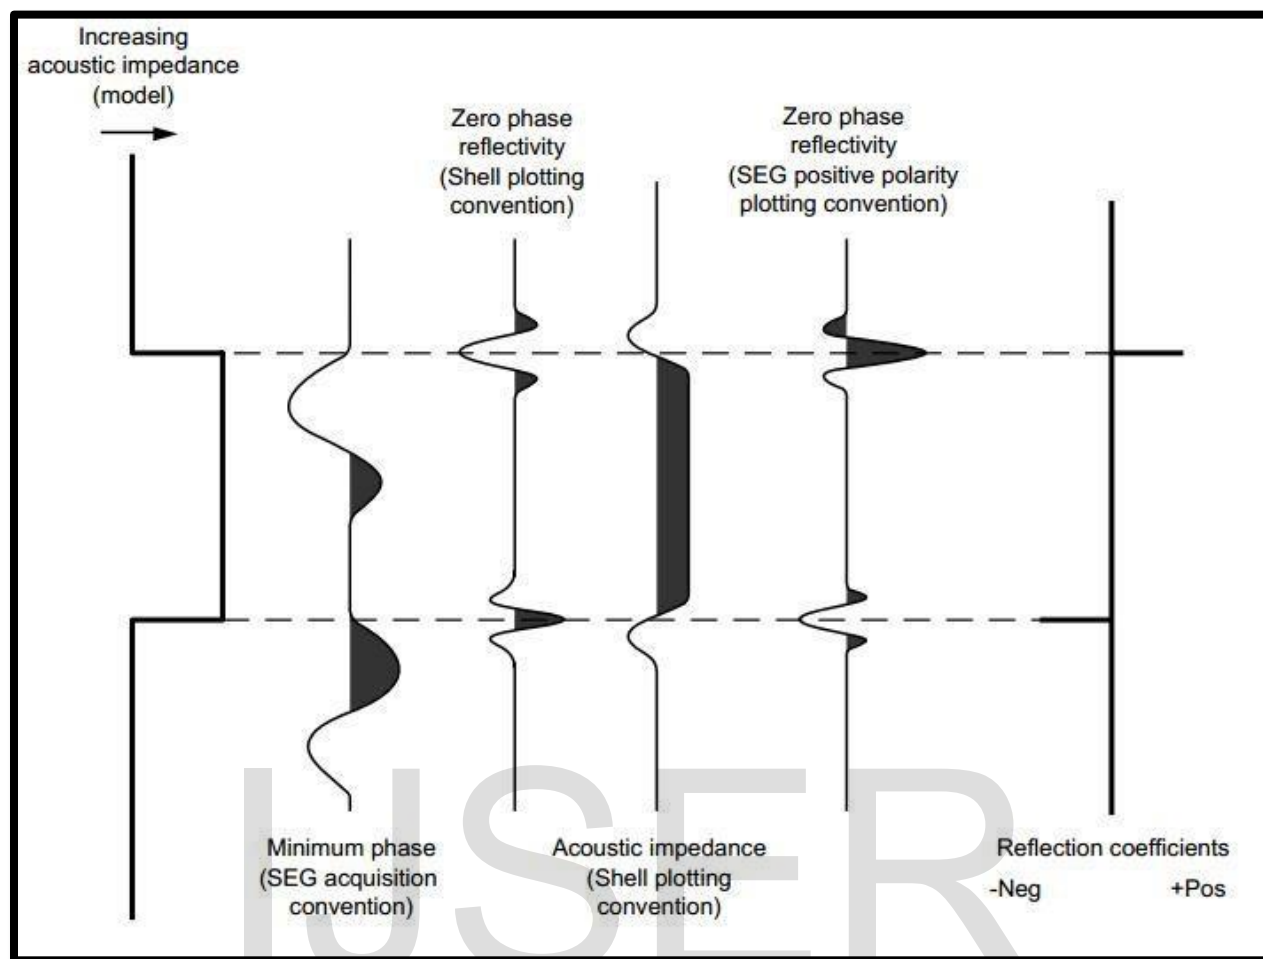 Increasing
acoustic impedance
(model)
Zero phase
reflectivity
(Shell plotting
convention)
Zero phase
reflectivity
(SEG positive polarity
plotting convention)
Minimum phase
(SEG acquisition
convention)
Acoustic impedance
(Shell plotting
convention)
Reflection coefficients
-Neg +Pos
IJSER